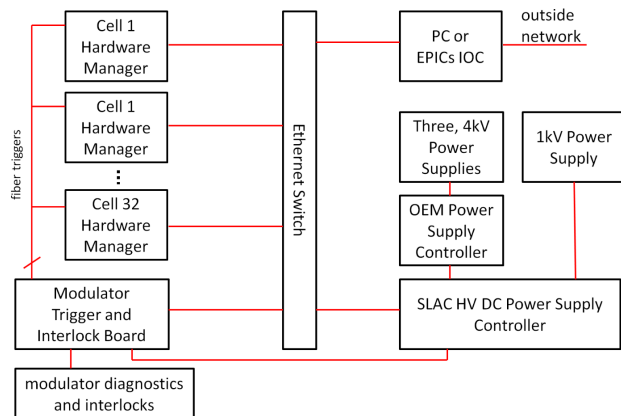 Cell 1
Hardware
Manager
Cell 1
Hardware
Manager
...
Cell 32
Hardware
Manager
fiber triggers
Modulator
Trigger and
Interlock Board
modulator diagnostics
and interlocks
Ethernet Switch
PC or
EPICs IOC
outside
network
Three, 4kV
Power
Supplies
1kV Power
Supply
OEM Power
Supply
Controller
SLAC HV DC Power Supply
Controller